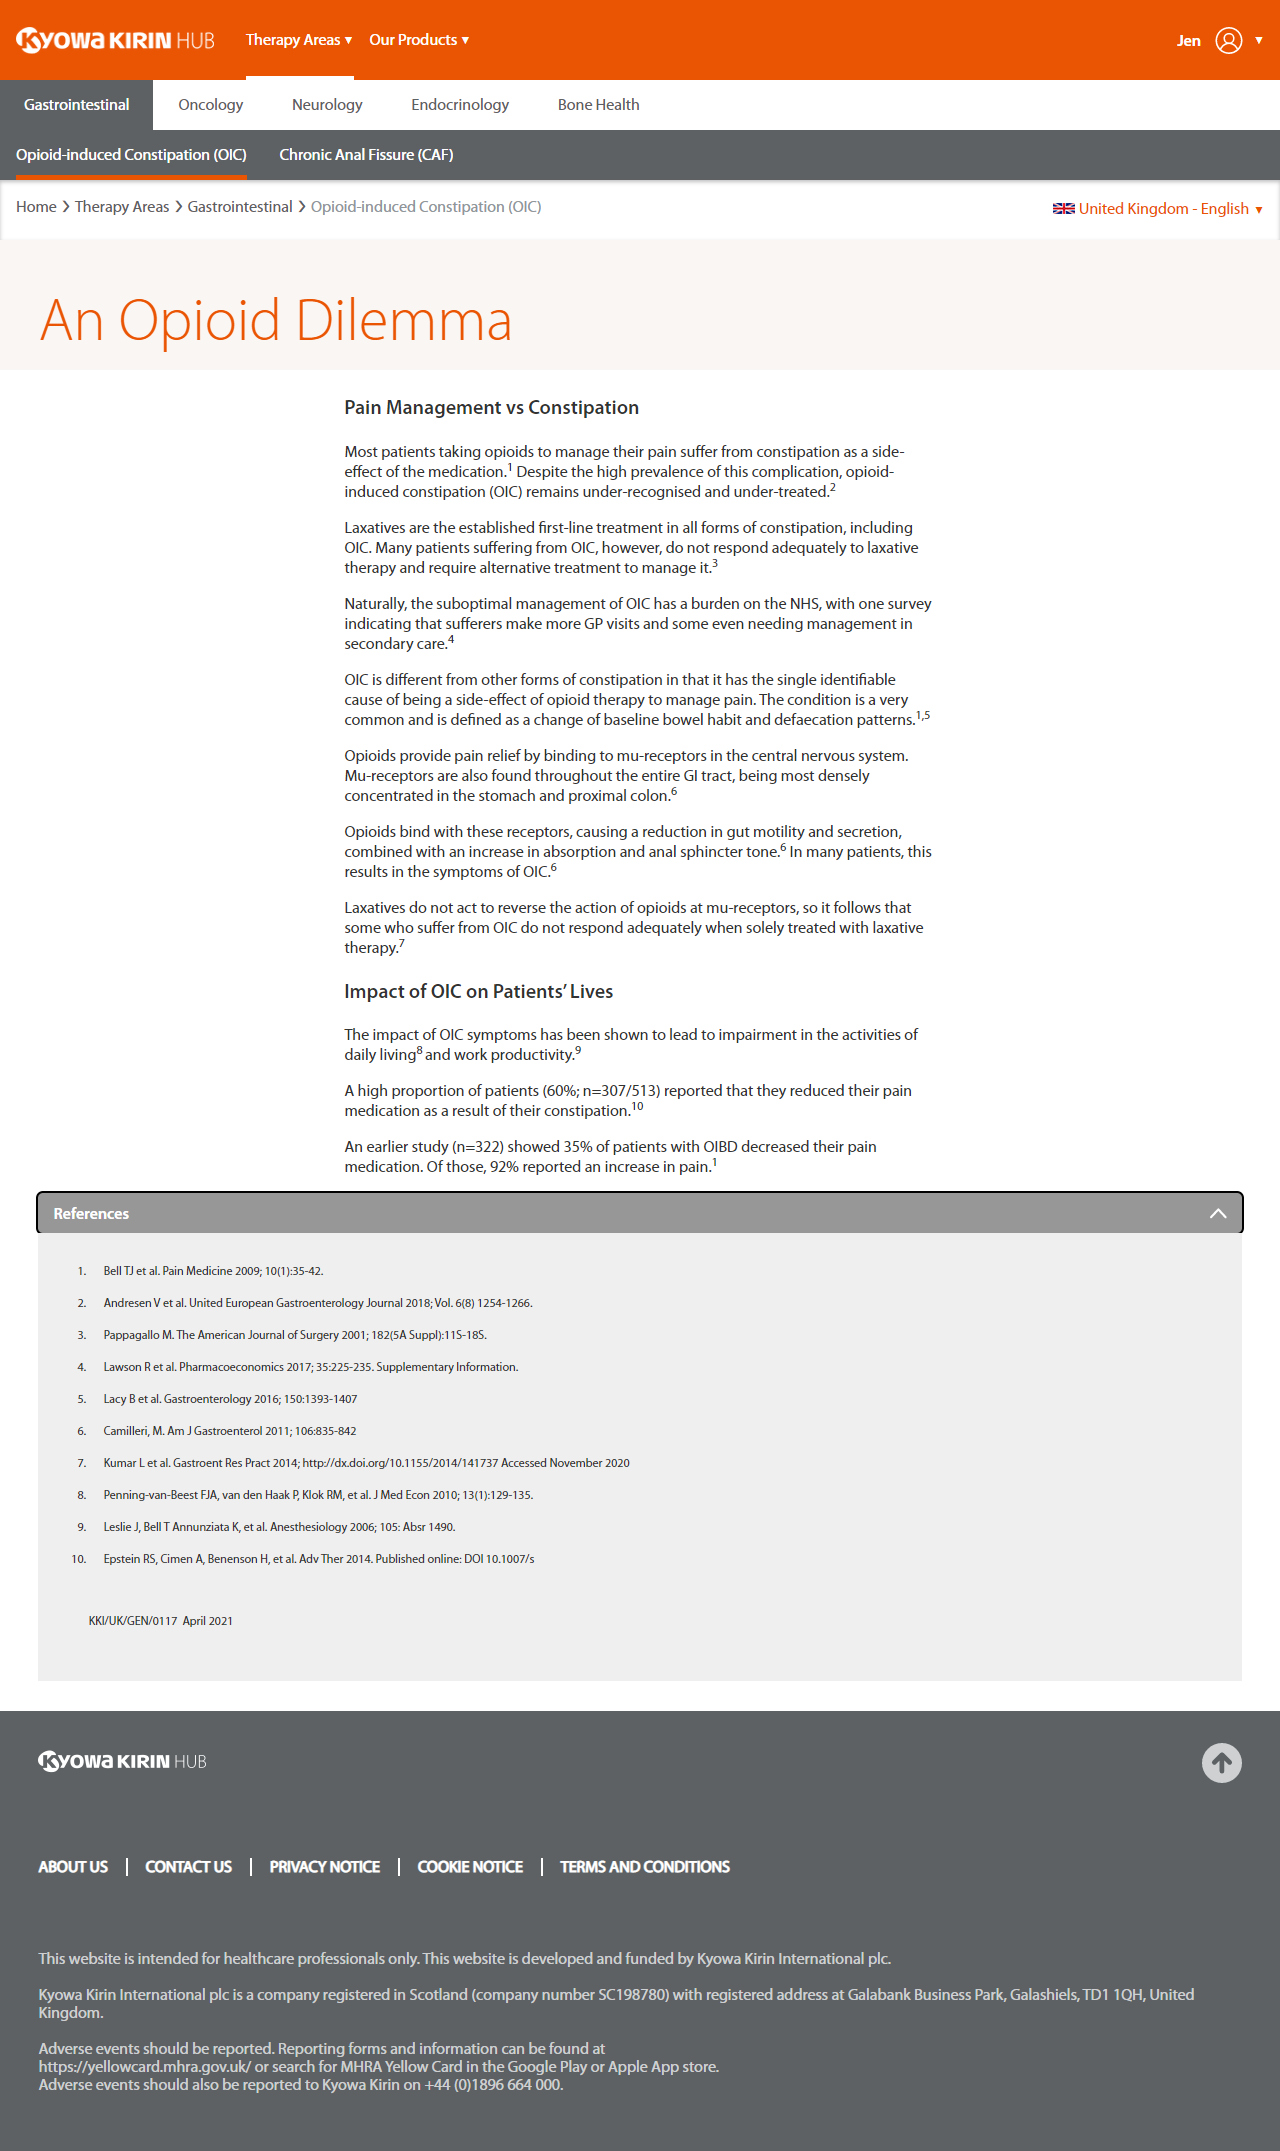 KYOWA KIRIN HUB
Therapy Areas ▼ Our Products ▼
Jen ▼
Gastrointestinal Oncology Neurology Endocrinology Bone Health
Opioid-induced Constipation (OIC) Chronic Anal Fissure (CAF)
Home > Therapy Areas > Gastrointestinal > Opioid-induced Constipation (OIC)
United Kingdom - English ▼
An Opioid Dilemma
Pain Management vs Constipation
Most patients taking opioids to manage their pain suffer from constipation as a side-
effect of the medication.1 Despite the high prevalence of this complication, opioid-
induced constipation (OIC) remains under-recognised and under-treated.2
Laxatives are the established first-line treatment in all forms of constipation, including
OIC. Many patients suffering from OIC, however, do not respond adequately to laxative
therapy and require alternative treatment to manage it.3
Naturally, the suboptimal management of OIC has a burden on the NHS, with one survey
indicating that sufferers make more GP visits and some even needing management in
secondary care.4
OIC is different from other forms of constipation in that it has the single identifiable
cause of being a side-effect of opioid therapy to manage pain. The condition is a very
common and is defined as a change of baseline bowel habit and defaecation patterns.1,5
Opioids provide pain relief by binding to mu-receptors in the central nervous system.
Mu-receptors are also found throughout the entire GI tract, being most densely
concentrated in the stomach and proximal colon.6
Opioids bind with these receptors, causing a reduction in gut motility and secretion,
combined with an increase in absorption and anal sphincter tone.6 In many patients, this
results in the symptoms of OIC.6
Laxatives do not act to reverse the action of opioids at mu-receptors, so it follows that
some who suffer from OIC do not respond adequately when solely treated with laxative
therapy.7
Impact of OIC on Patients’ Lives
The impact of OIC symptoms has been shown to lead to impairment in the activities of
daily living8 and work productivity.9
A high proportion of patients (60%; n=307/513) reported that they reduced their pain
medication as a result of their constipation.10
An earlier study (n=322) showed 35% of patients with OIBD decreased their pain
medication. Of those, 92% reported an increase in pain.1
References
1. Bell TJ et al. Pain Medicine 2009; 10(1):35-42.
2. Andresen V et al. United European Gastroenterology Journal 2018; Vol. 6(8) 1254-1266.
3. Pappagallo M. The American Journal of Surgery 2001; 182(5A Suppl):11S-18S.
4. Lawson R et al. Pharmacoeconomics 2017; 35:225-235. Supplementary Information.
5. Lacy B et al. Gastroenterology 2016; 150:1393-1407
6. Camilleri, M. Am J Gastroenterol 2011; 106:835-842
7. Kumar L et al. Gastroent Res Pract 2014; http://dx.doi.org/10.1155/2014/141737 Accessed November 2020
8. Penning-van-Beest FJA, van den Haak P, Klok RM, et al. J Med Econ 2010; 13(1):129-135.
9. Leslie J, Bell T Annunziata K, et al. Anesthesiology 2006; 105: Absr 1490.
10. Epstein RS, Cimen A, Benenson H, et al. Adv Ther 2014. Published online: DOI 10.1007/s
KKI/UK/GEN/0117 April 2021
KYOWA KIRIN HUB
ABOUT US | CONTACT US | PRIVACY NOTICE | COOKIE NOTICE | TERMS AND CONDITIONS
This website is intended for healthcare professionals only. This website is developed and funded by Kyowa Kirin International plc.
Kyowa Kirin International plc is a company registered in Scotland (company number SC198780) with registered address at Galabank Business Park, Galashiels, TD1 1QH, United
Kingdom.
Adverse events should be reported. Reporting forms and information can be found at
https://yellowcard.mhra.gov.uk/ or search for MHRA Yellow Card in the Google Play or Apple App store.
Adverse events should also be reported to Kyowa Kirin on +44 (0)1896 664 000.